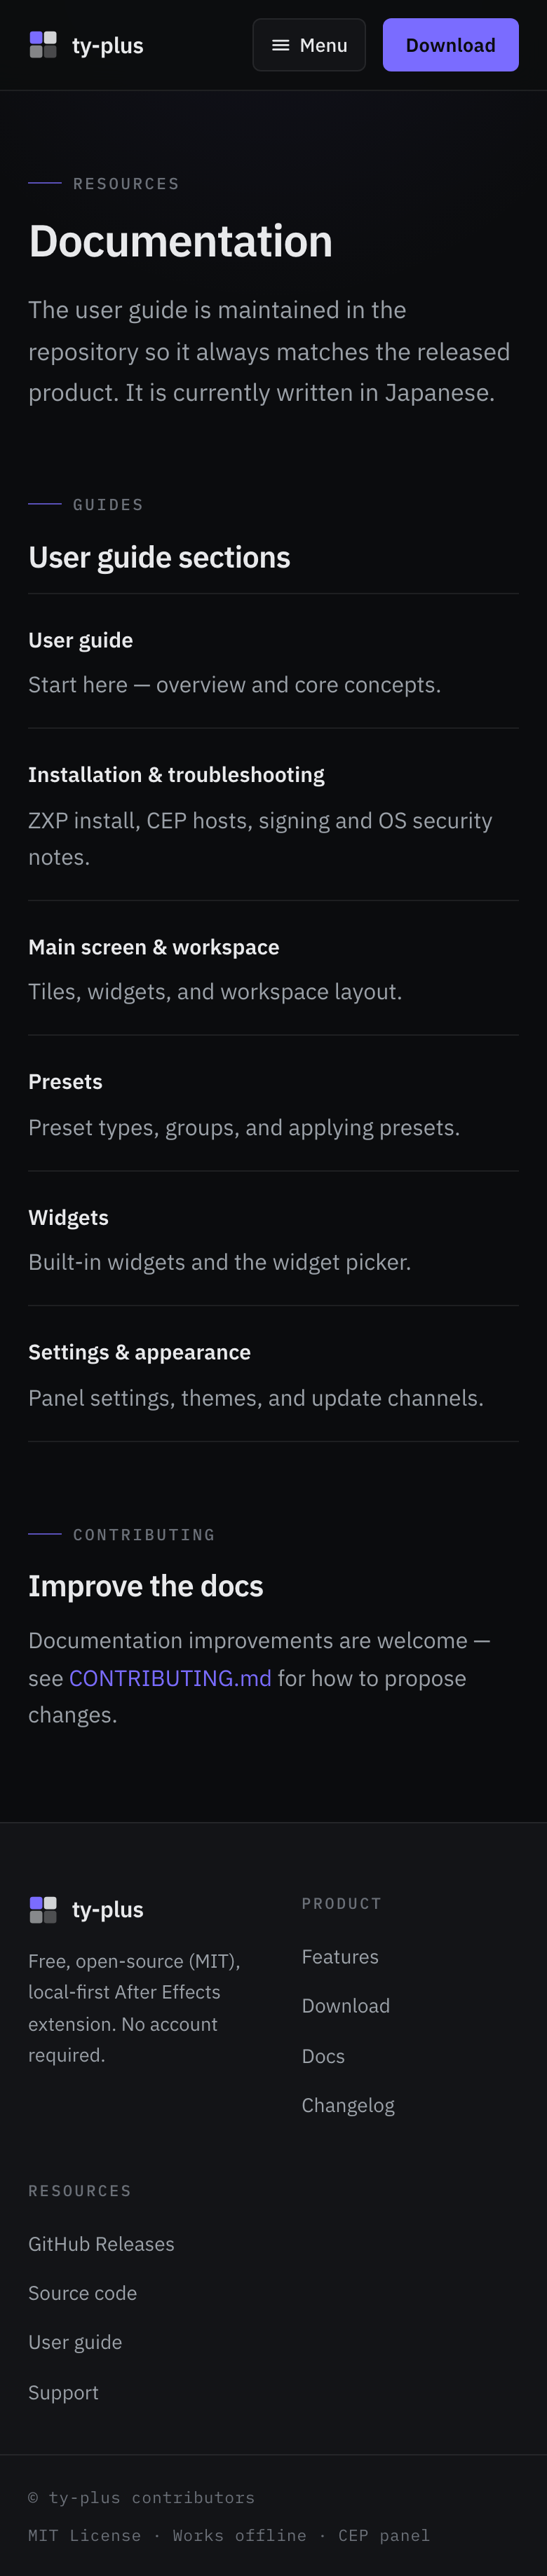 ty-plus
Menu
Download
RESOURCES
Documentation
The user guide is maintained in the
repository so it always matches the released
product. It is currently written in Japanese.
GUIDES
User guide sections
User guide
Start here — overview and core concepts.
Installation & troubleshooting
ZXP install, CEP hosts, signing and OS security
notes.
Main screen & workspace
Tiles, widgets, and workspace layout.
Presets
Preset types, groups, and applying presets.
Widgets
Built-in widgets and the widget picker.
Settings & appearance
Panel settings, themes, and update channels.
CONTRIBUTING
Improve the docs
Documentation improvements are welcome —
see CONTRIBUTING.md for how to propose
changes.
ty-plus
Free, open-source (MIT),
local-first After Effects
extension. No account
required.
PRODUCT
Features
Download
Docs
Changelog
RESOURCES
GitHub Releases
Source code
User guide
Support
© ty-plus contributors
MIT License · Works offline · CEP panel